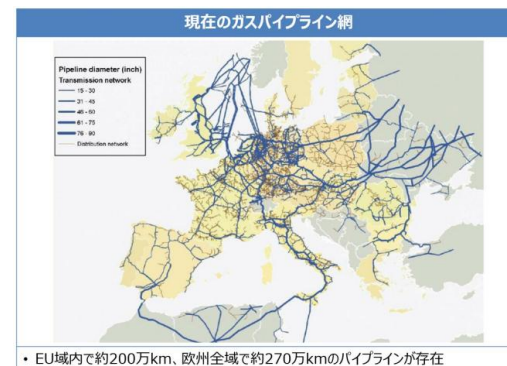 現在のガスパイプライン網
Pipeline diameter (inch)
Transmission network
15 - 30
31 - 45
46 - 60
61 - 75
76 - 90
Distribution network
• EU域内で約200万km、欧州全域で約270万kmのパイプラインが存在